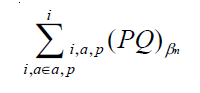 i
∑ i,a,p (PQ) βn
i,a∈a,p